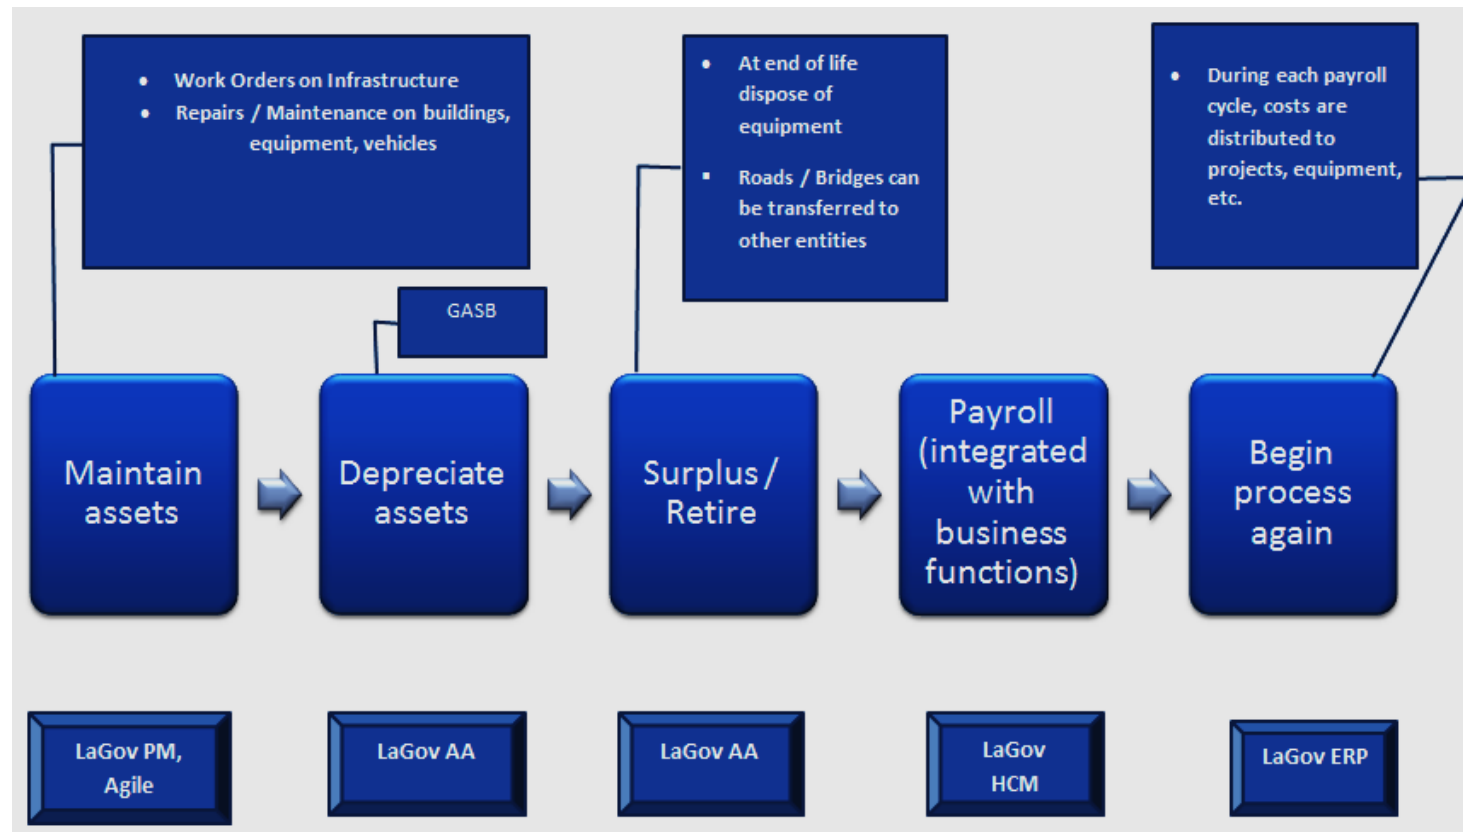 • Work Orders on Infrastructure
• Repairs / Maintenance on buildings,
equipment, vehicles
• At end of life
dispose of
equipment
▪ Roads / Bridges can
be transferred to
other entities
• During each payroll
cycle, costs are
distributed to
projects, equipment,
etc.
GASB
Maintain
assets
Depreciate
assets
Surplus /
Retire
Payroll
(integrated
with
business
functions)
Begin
process
again
LaGov PM,
Agile
LaGov AA
LaGov AA
LaGov
HCM
LaGov ERP